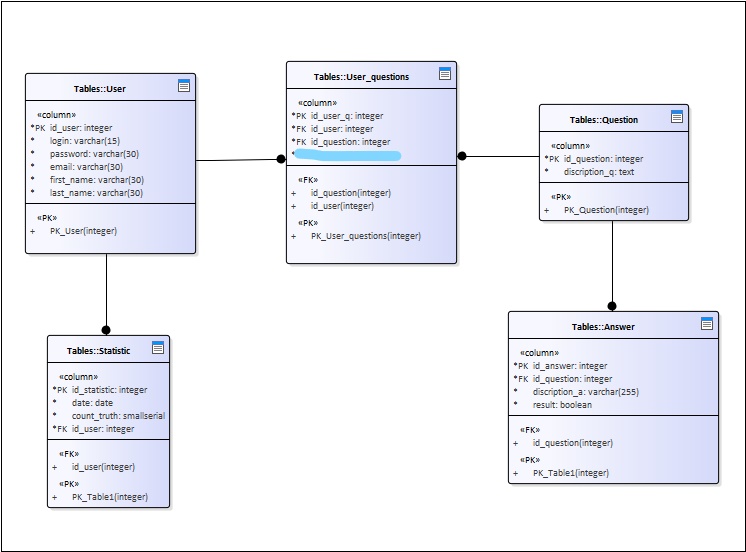 Tables::User
«column»
*PK id_user: integer
* login: varchar(15)
* password: varchar(30)
* email: varchar(30)
* first_name: varchar(30)
* last_name: varchar(30)
«PK»
+ PK_User(integer)
Tables::User_questions
«column»
*PK id_user_q: integer
*FK id_user: integer
*FK id_question: integer
*
«FK»
+ id_question(integer)
+ id_user(integer)
«PK»
+ PK_User_questions(integer)
Tables::Question
«column»
*PK id_question: integer
* discription_q: text
«PK»
+ PK_Question(integer)
Tables::Statistic
«column»
*PK id_statistic: integer
* date: date
* count_truth: smallserial
*FK id_user: integer
«FK»
+ id_user(integer)
«PK»
+ PK_Table1(integer)
Tables::Answer
«column»
*PK id_answer: integer
*FK id_question: integer
* discription_a: varchar(255)
* result: boolean
«FK»
+ id_question(integer)
«PK»
+ PK_Table1(integer)